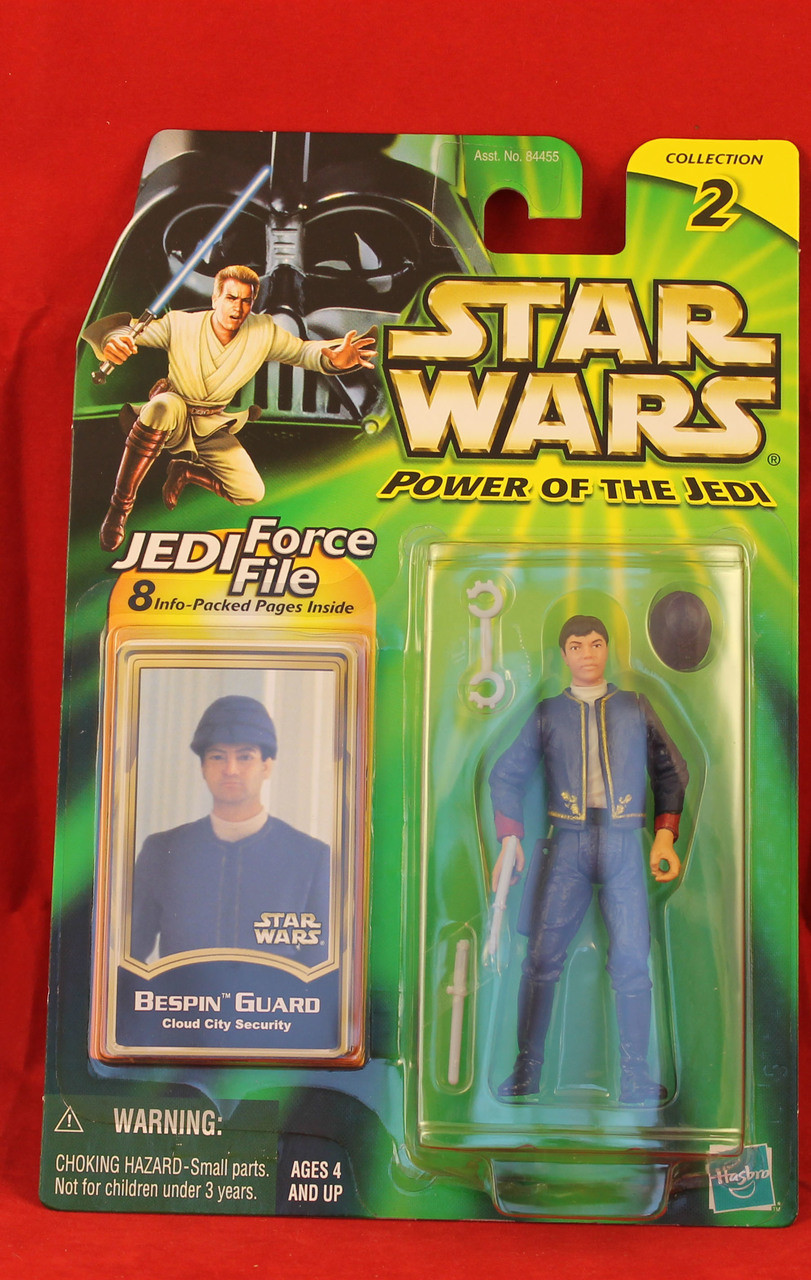 Asst. No. 84455
COLLECTION
2
STAR
WARS®
POWER OF THE JEDI
JEDI Force
File
8 Info-Packed Pages Inside
STAR
WARS®
BESPIN™ GUARD
Cloud City Security
⚠ WARNING:
CHOKING HAZARD-Small parts.
Not for children under 3 years.
AGES 4
AND UP
Hasbro
™